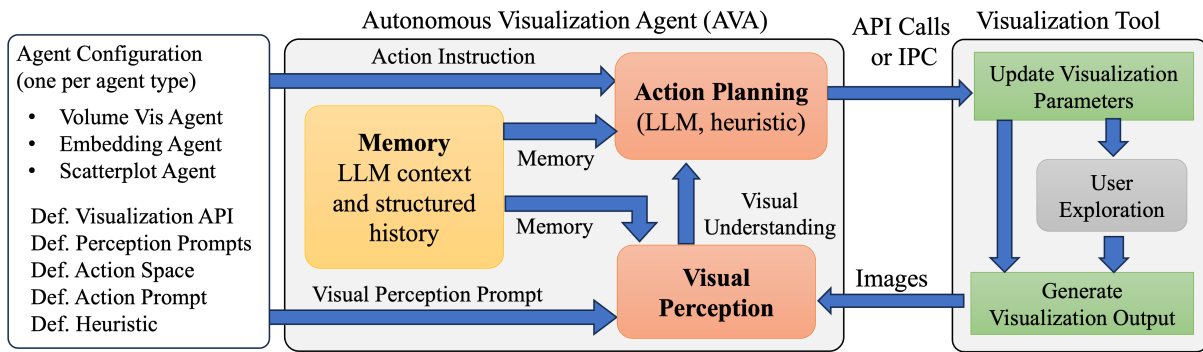 Autonomous Visualization Agent (AVA)
API Calls
or IPC
Visualization Tool
Agent Configuration
(one per agent type)
• Volume Vis Agent
• Embedding Agent
• Scatterplot Agent
Def. Visualization API
Def. Perception Prompts
Def. Action Space
Def. Action Prompt
Def. Heuristic
Action Instruction
Memory
LLM context
and structured
history
Memory
Memory
Visual Perception Prompt
Action Planning
(LLM, heuristic)
Visual
Understanding
Visual
Perception
Images
Update Visualization
Parameters
User
Exploration
Generate
Visualization Output